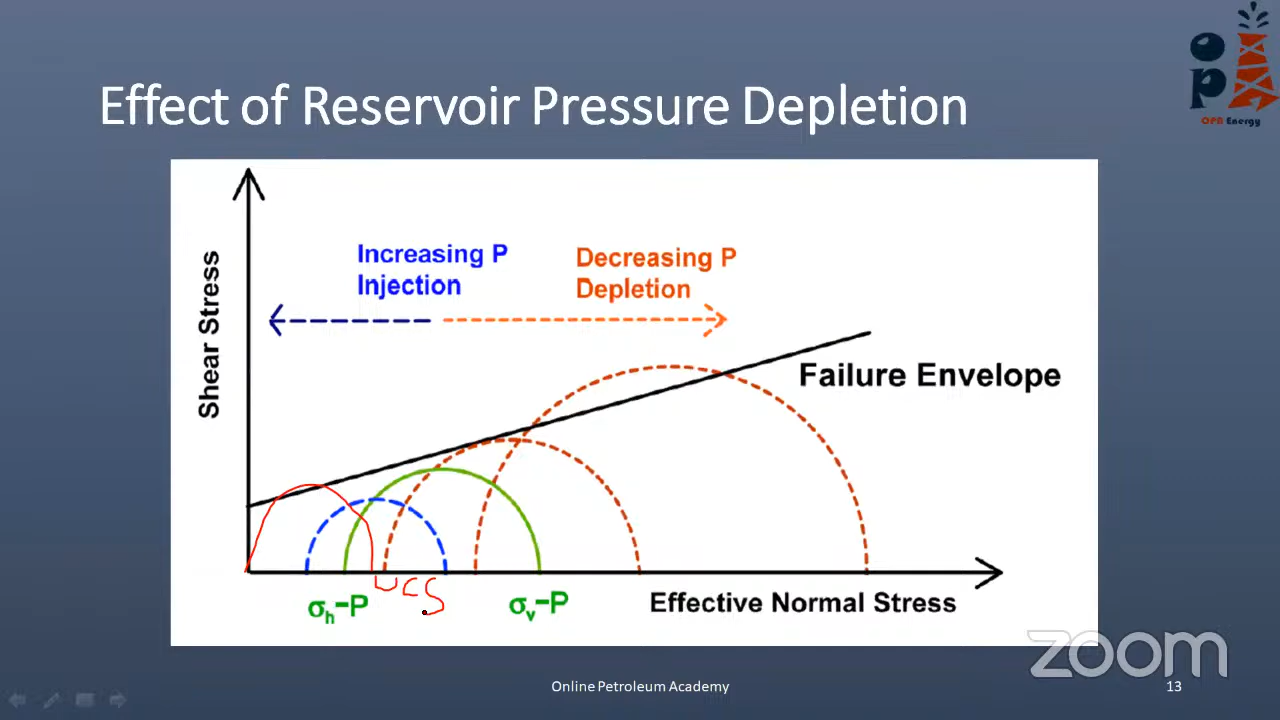 Effect of Reservoir Pressure Depletion
OPA Energy
Increasing P
Injection
Decreasing P
Depletion
Shear Stress
Failure Envelope
UCS
σh−P
σv−P
Effective Normal Stress
zoom
Online Petroleum Academy
13